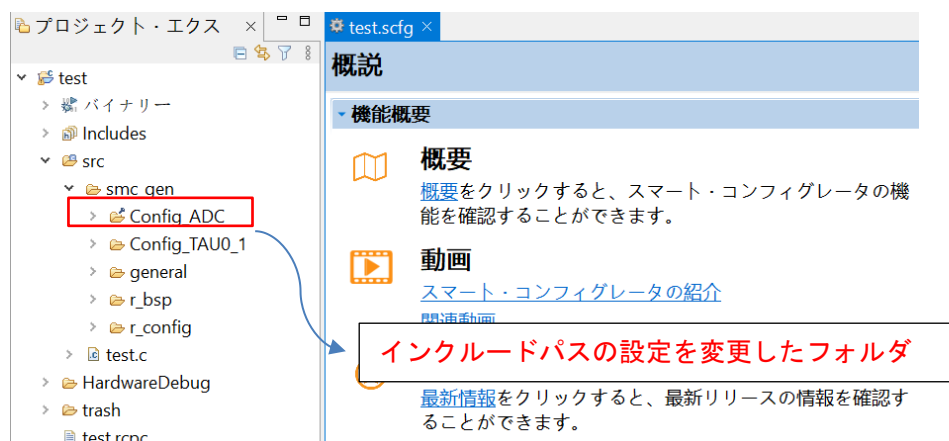 プロジェクト・エクス
test
バイナリー
Includes
src
smc_gen
Config_ADC
Config_TAU0_1
general
r_bsp
r_config
test.c
HardwareDebug
trash
test.rcpc
test.scfg
概説
機能概要
概要
概要をクリックすると、スマート・コンフィグレータの機
能を確認することができます。
動画
スマート・コンフィグレータの紹介
関連動画
インクルードパスの設定を変更したフォルダ
最新情報をクリックすると、最新リリースの情報を確認す
ることができます。